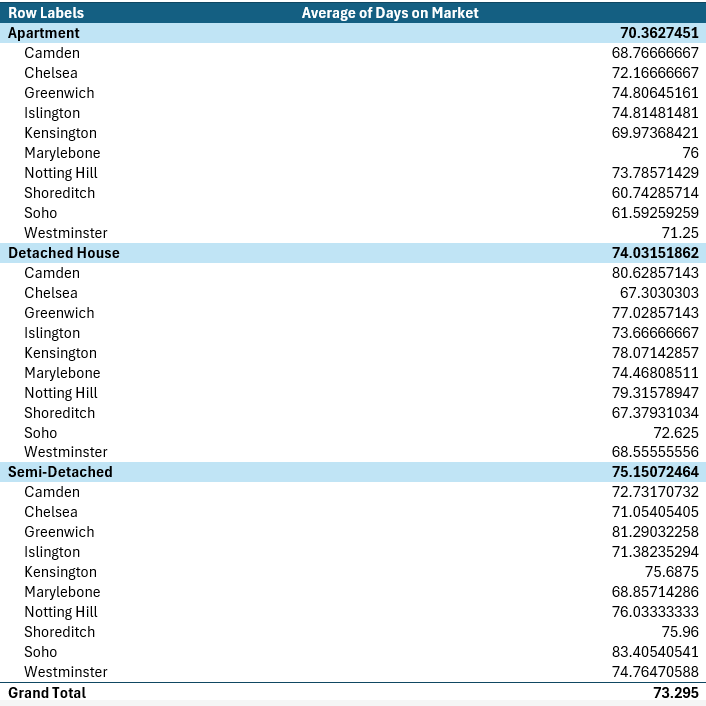 Row Labels Average of Days on Market
Apartment 70.3627451
Camden 68.76666667
Chelsea 72.16666667
Greenwich 74.80645161
Islington 74.81481481
Kensington 69.97368421
Marylebone 76
Notting Hill 73.78571429
Shoreditch 60.74285714
Soho 61.59259259
Westminster 71.25
Detached House 74.03151862
Camden 80.62857143
Chelsea 67.3030303
Greenwich 77.02857143
Islington 73.66666667
Kensington 78.07142857
Marylebone 74.46808511
Notting Hill 79.31578947
Shoreditch 67.37931034
Soho 72.625
Westminster 68.55555556
Semi-Detached 75.15072464
Camden 72.73170732
Chelsea 71.05405405
Greenwich 81.29032258
Islington 71.38235294
Kensington 75.6875
Marylebone 68.85714286
Notting Hill 76.03333333
Shoreditch 75.96
Soho 83.40540541
Westminster 74.76470588
Grand Total 73.295